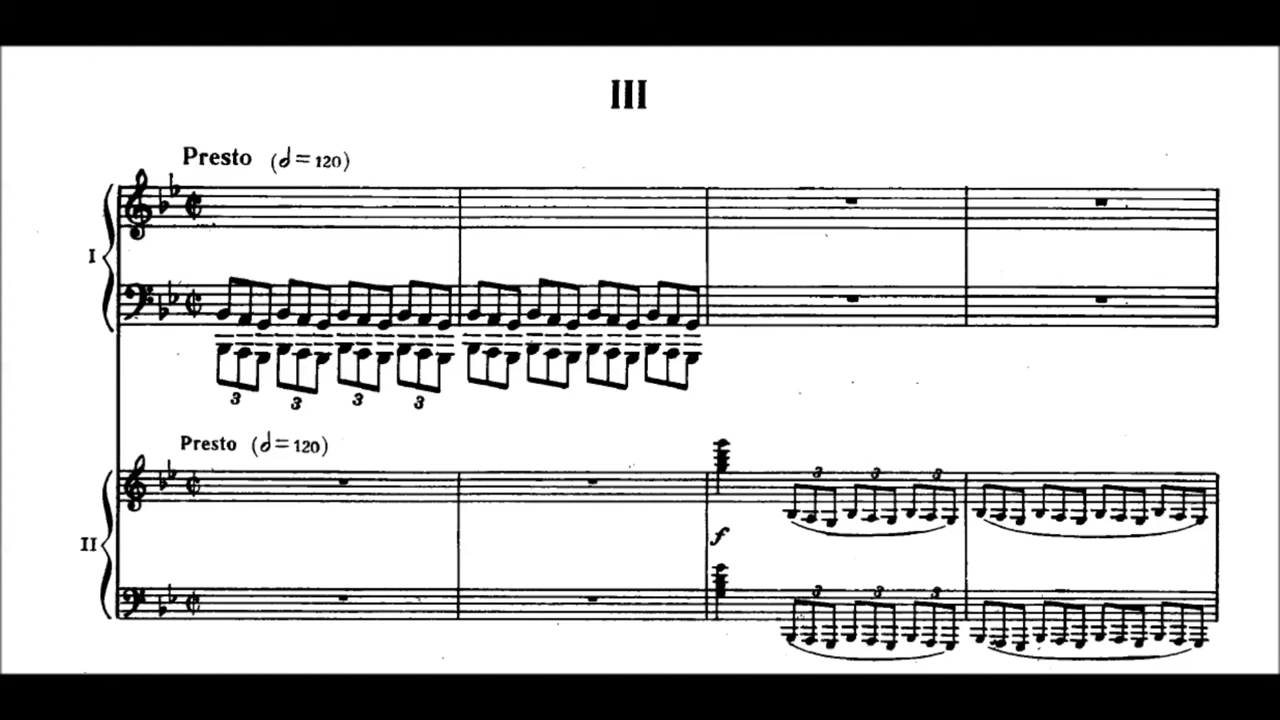 III
Presto (𝅗𝅥=120)
I
3 3 3 3
Presto (𝅗𝅥=120)
3 3 3
II
f
3 3 3